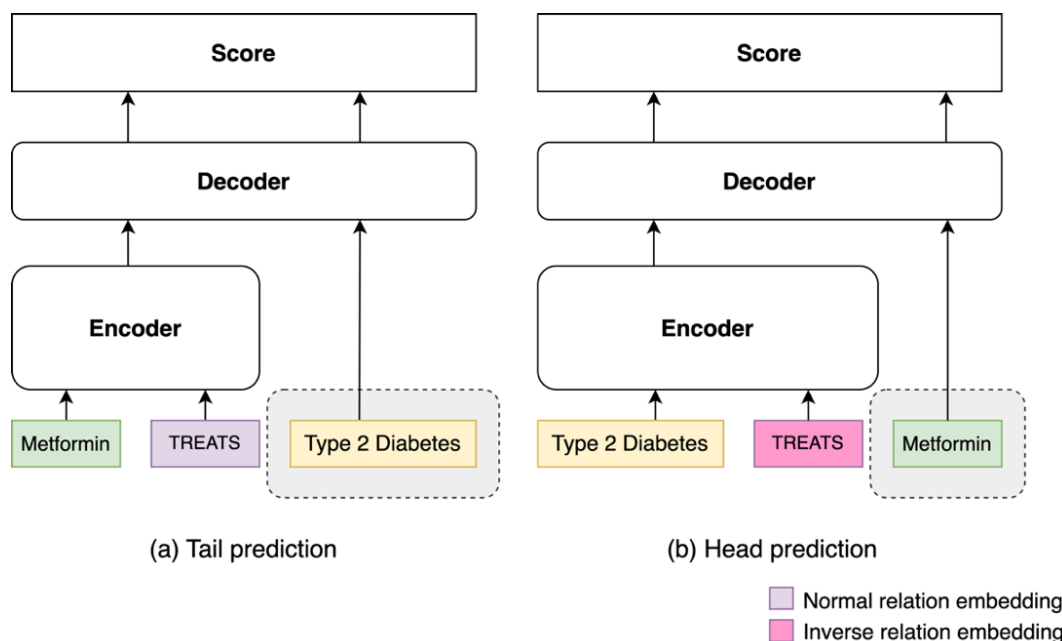 Score
Decoder
Encoder
Metformin
TREATS
Type 2 Diabetes
(a) Tail prediction
Score
Decoder
Encoder
Type 2 Diabetes
TREATS
Metformin
(b) Head prediction
Normal relation embedding
Inverse relation embedding